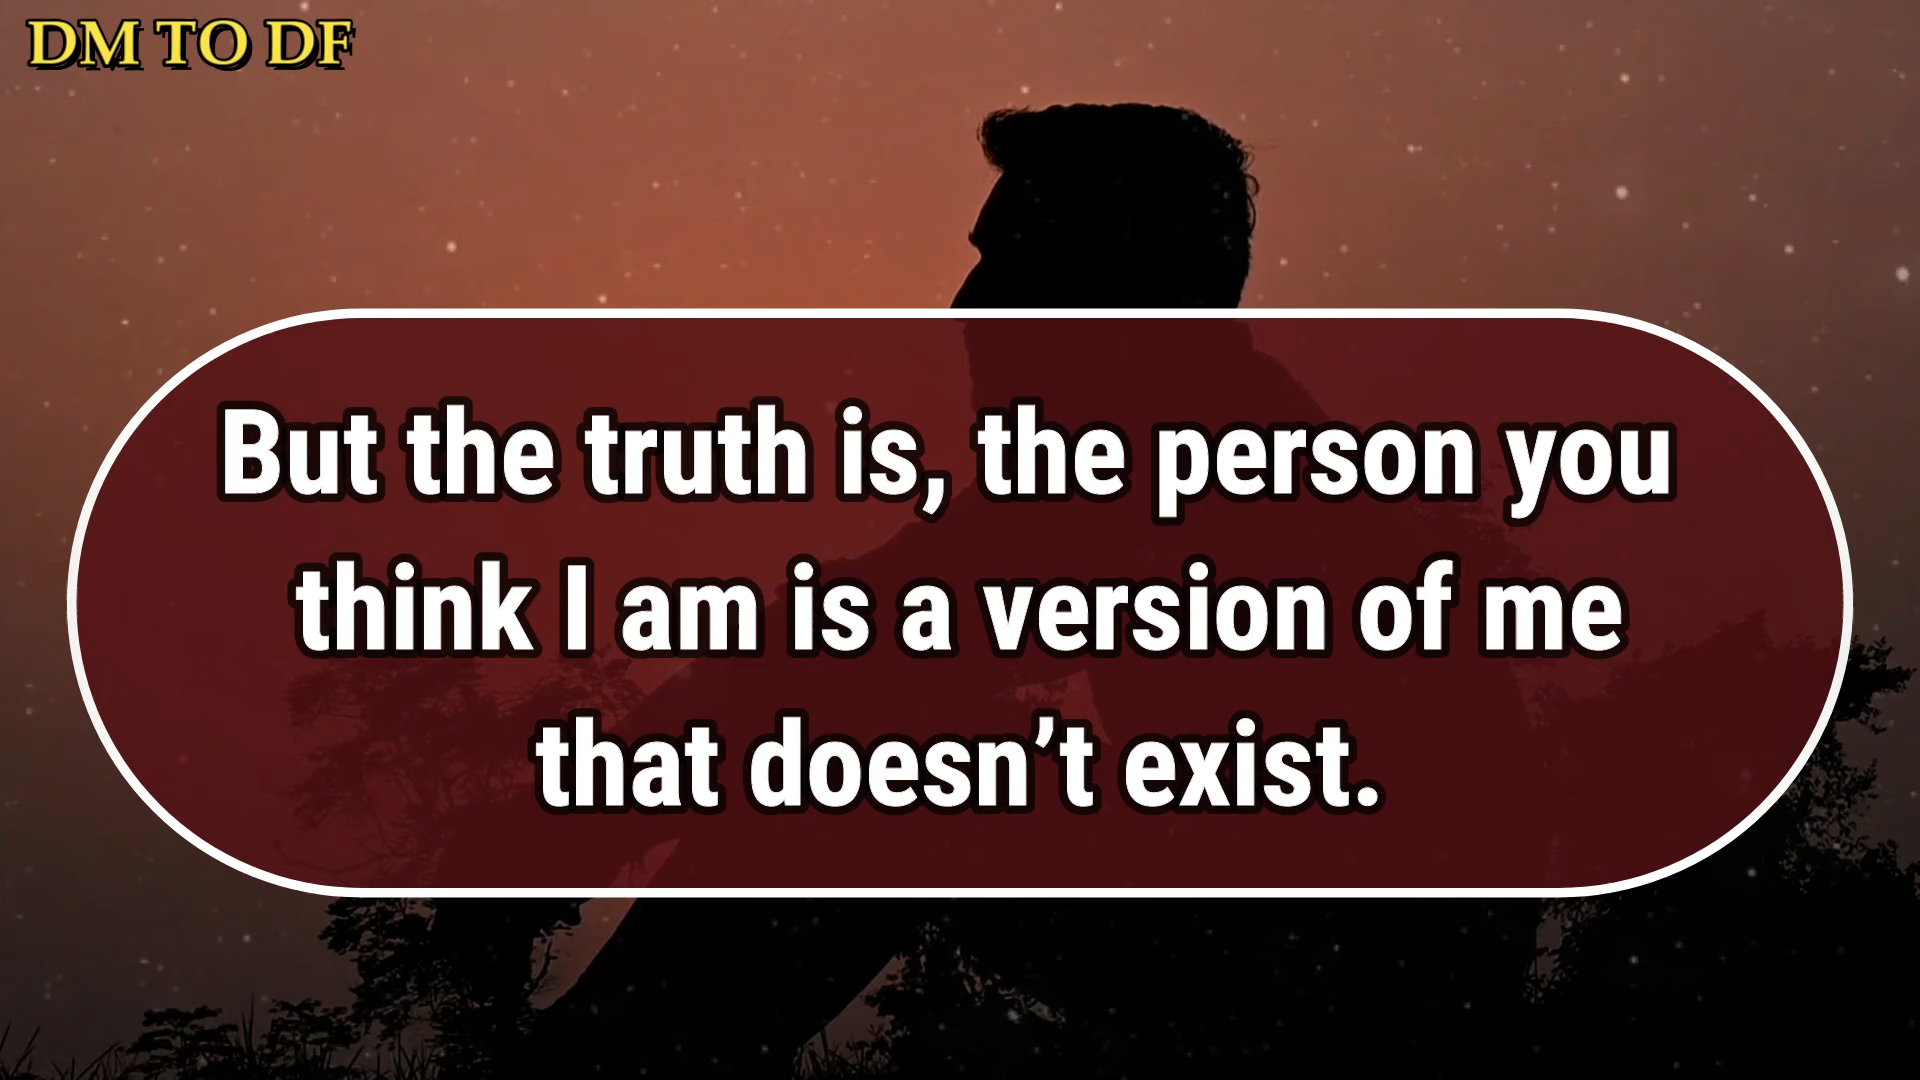 DM TO DF
But the truth is, the person you
think I am is a version of me
that doesn’t exist.